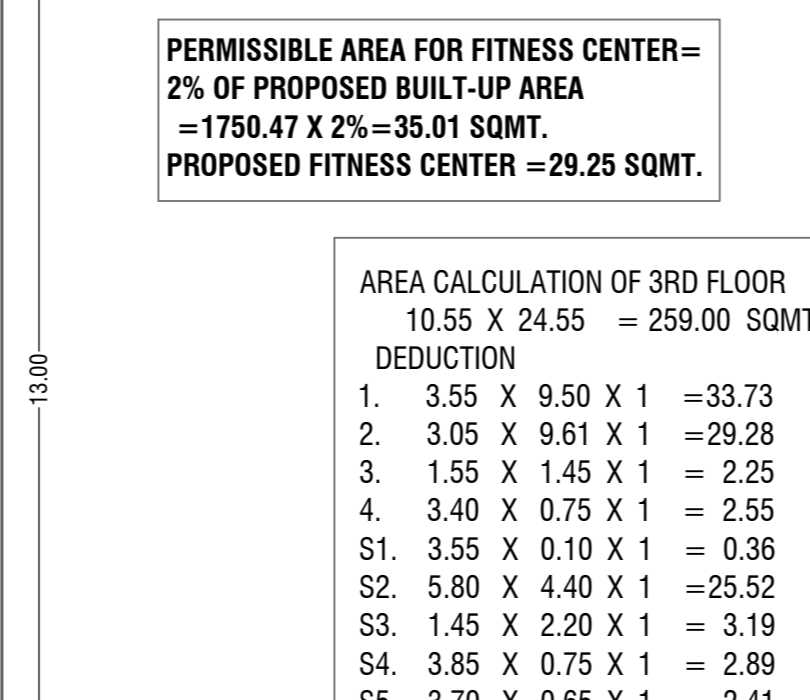 PERMISSIBLE AREA FOR FITNESS CENTER=
2% OF PROPOSED BUILT-UP AREA
=1750.47 X 2%=35.01 SQMT.
PROPOSED FITNESS CENTER =29.25 SQMT.
13.00
AREA CALCULATION OF 3RD FLOOR
10.55 X 24.55 = 259.00 SQMT
DEDUCTION
1. 3.55 X 9.50 X 1 =33.73
2. 3.05 X 9.61 X 1 =29.28
3. 1.55 X 1.45 X 1 = 2.25
4. 3.40 X 0.75 X 1 = 2.55
S1. 3.55 X 0.10 X 1 = 0.36
S2. 5.80 X 4.40 X 1 =25.52
S3. 1.45 X 2.20 X 1 = 3.19
S4. 3.85 X 0.75 X 1 = 2.89